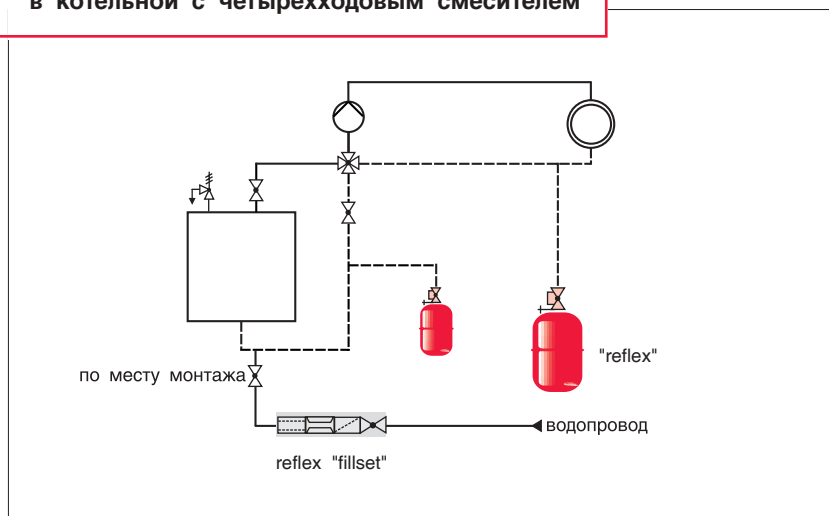 в котельной с четырехходовым смесителем
"reflex"
по месту монтажа
водопровод
reflex "fillset"